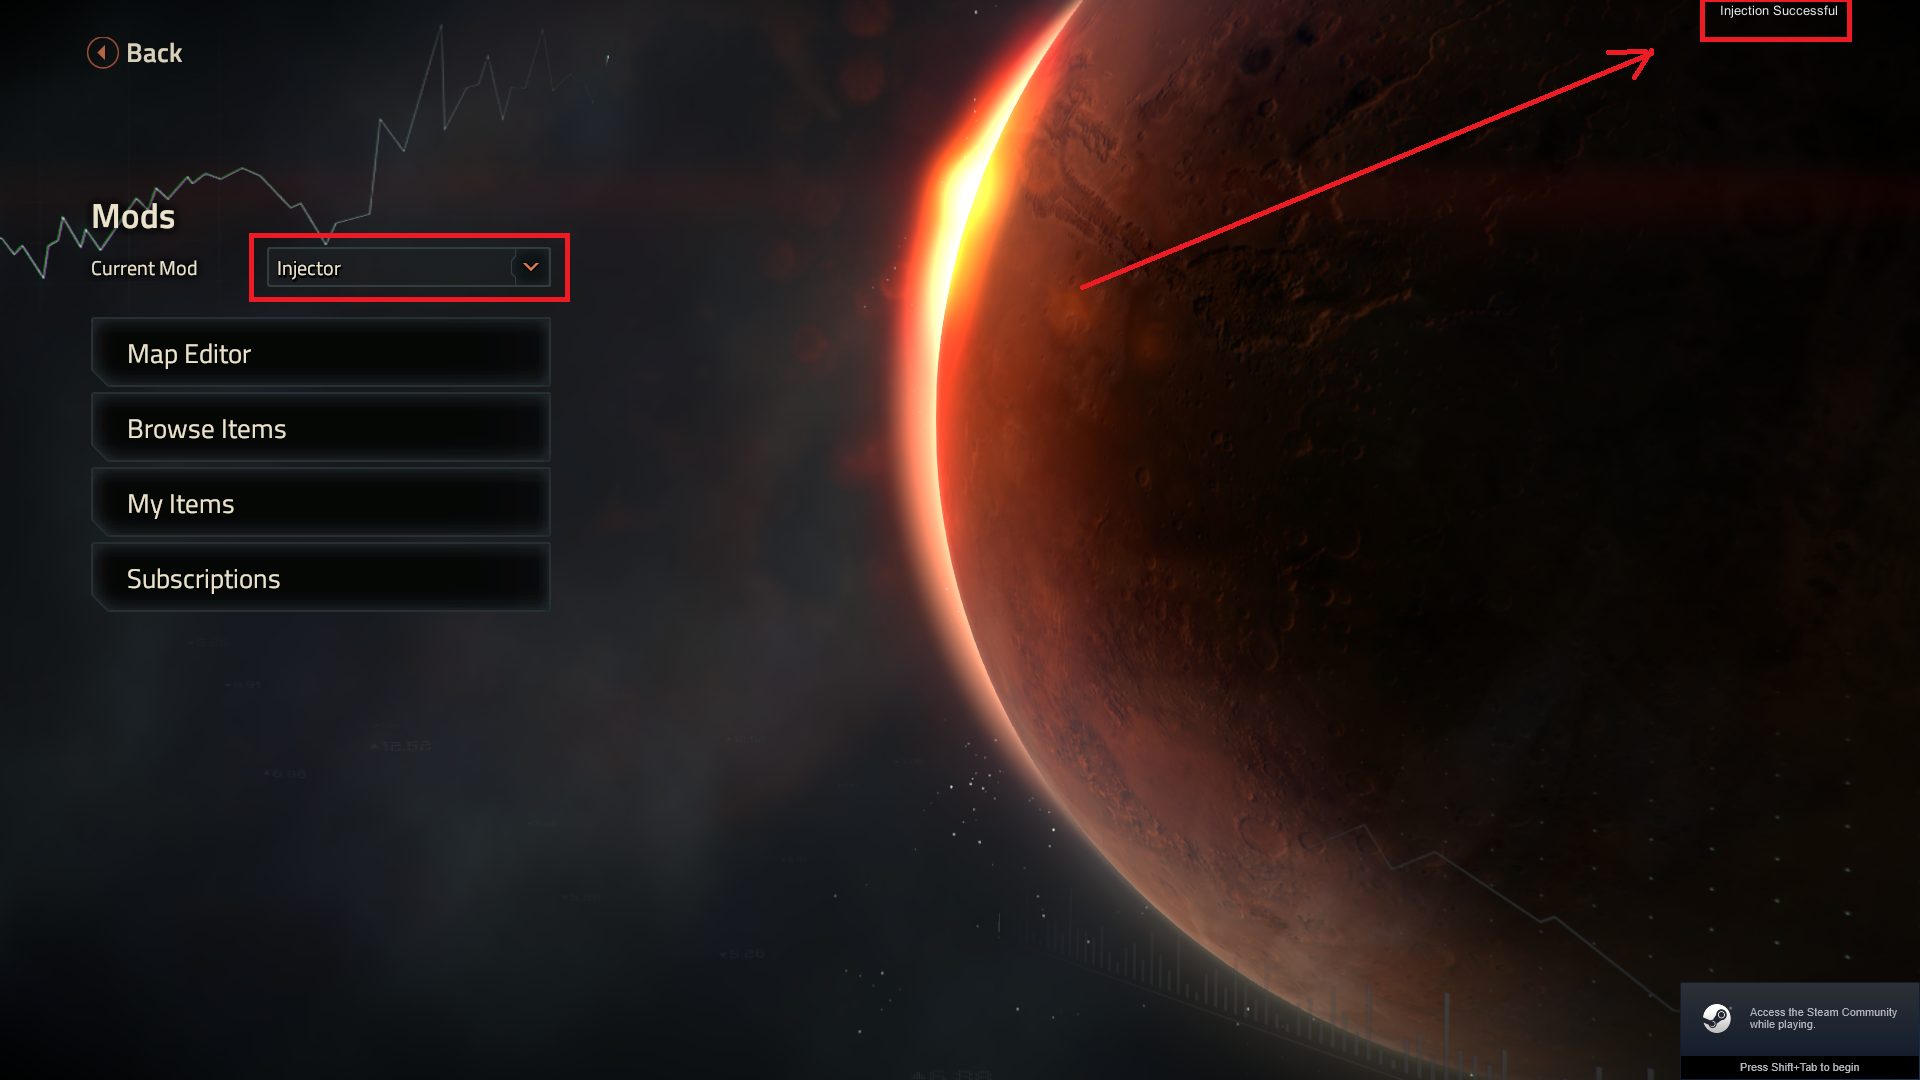 Injection Successful
Back
Mods
Current Mod
Injector
Map Editor
Browse Items
My Items
Subscriptions
Access the Steam Community
while playing.
Press Shift+Tab to begin